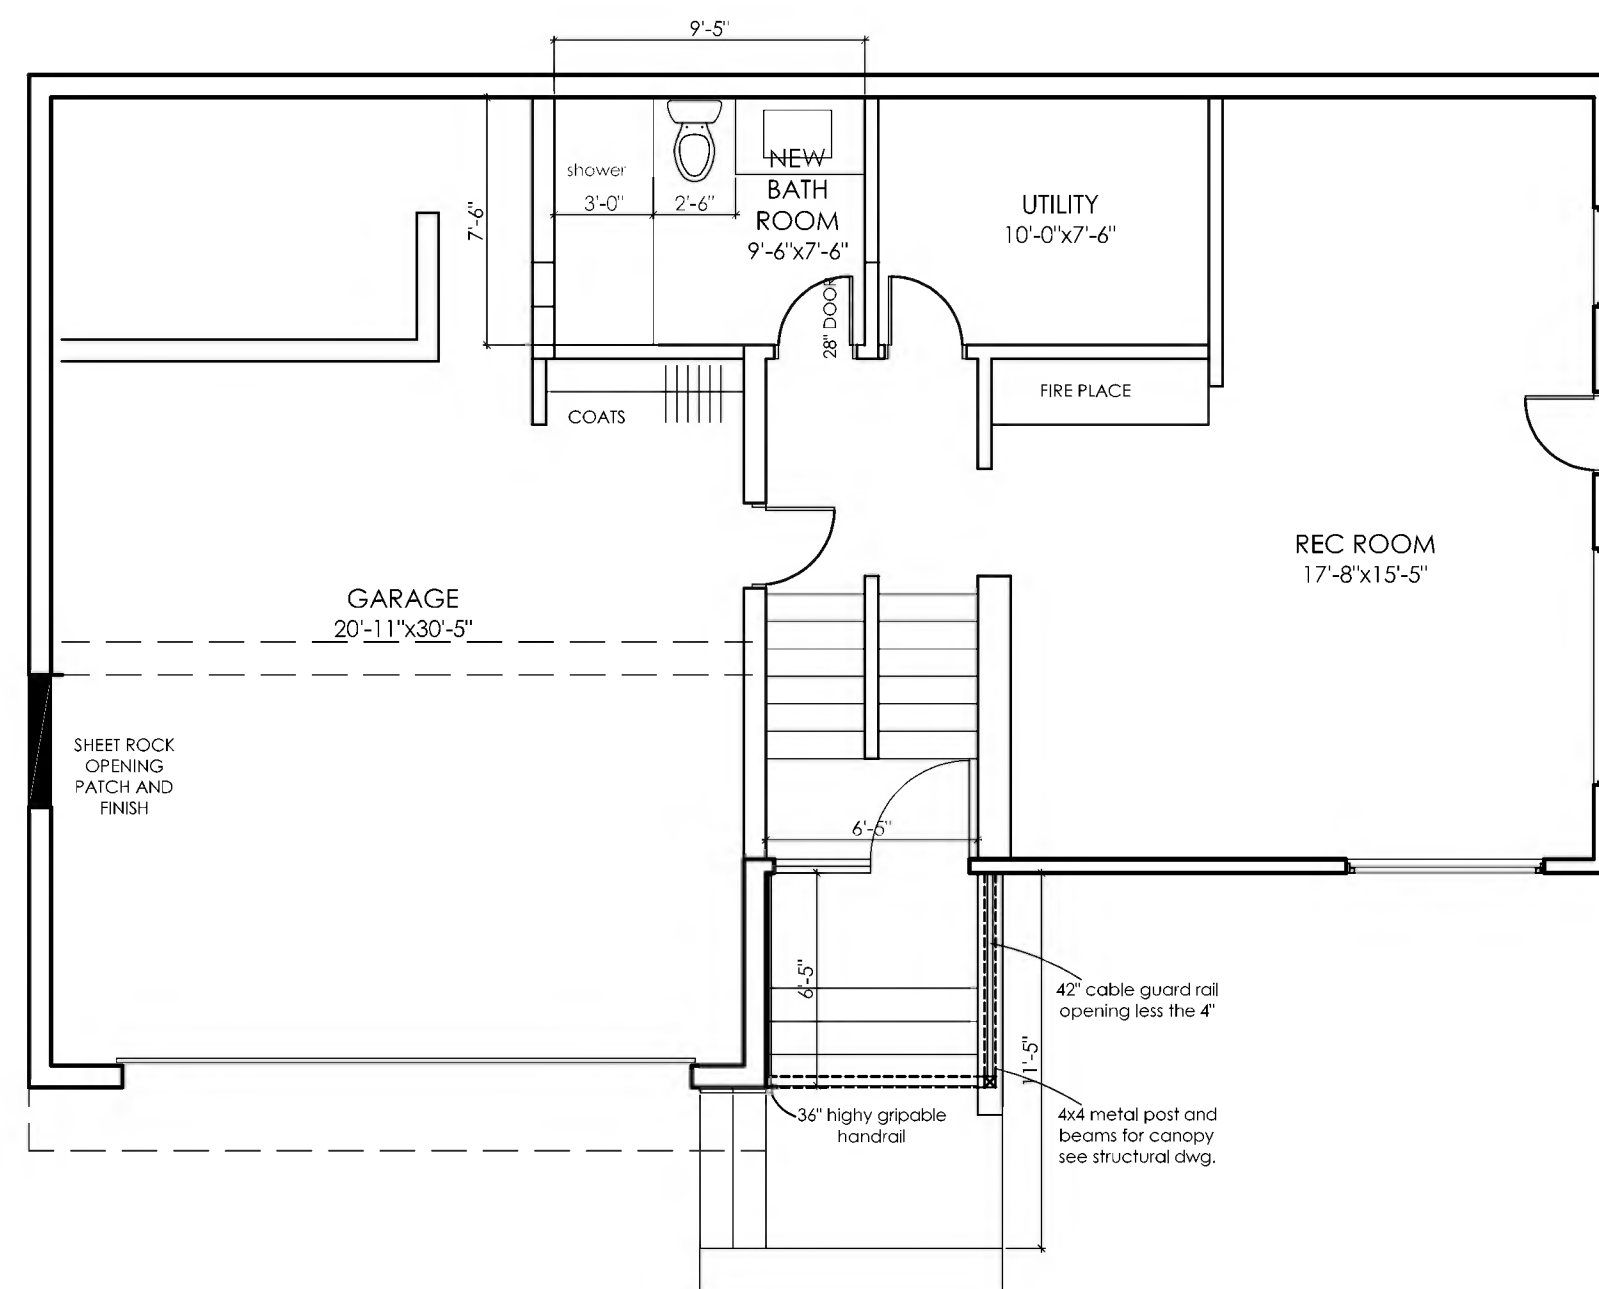 9'-5"
shower
3'-0"
2'-6"
7'-6"
NEW
BATH
ROOM
9'-6"x7'-6"
28" DOOR
UTILITY
10'-0"x7'-6"
COATS
FIRE PLACE
REC ROOM
17'-8"x15'-5"
GARAGE
20'-11"x30'-5"
SHEET ROCK
OPENING
PATCH AND
FINISH
6'-5"
6'-5"
42" cable guard rail
opening less the 4"
11'-5"
36" highy gripable
handrail
4x4 metal post and
beams for canopy
see structural dwg.